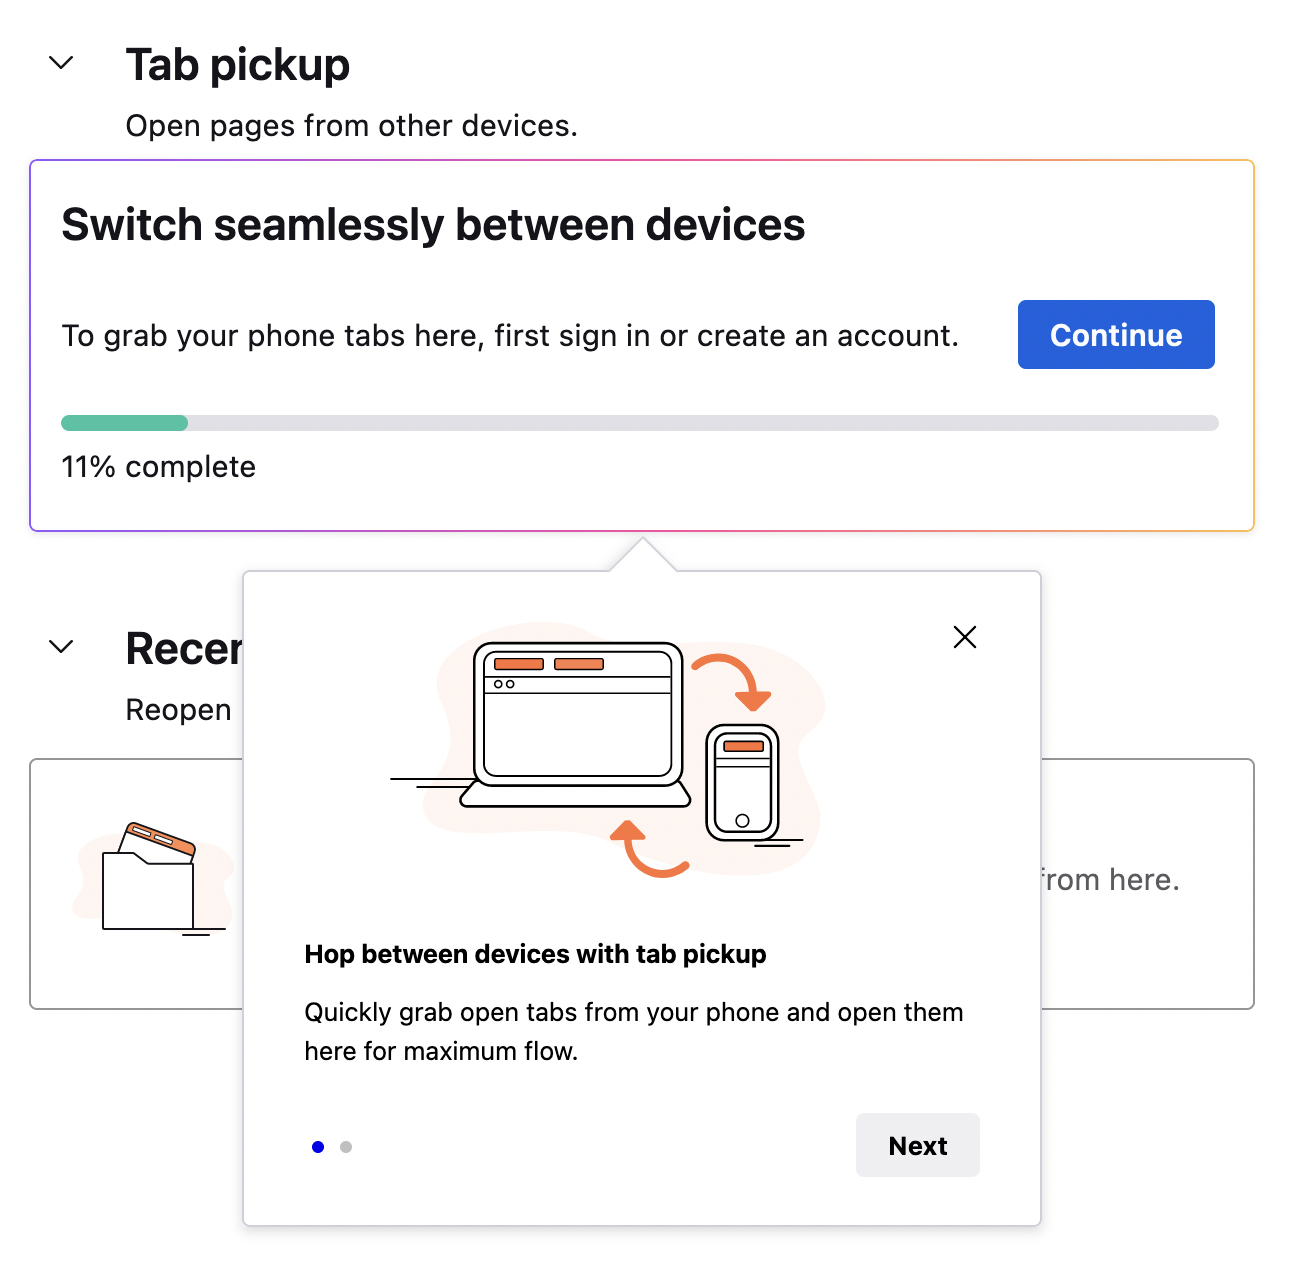 Tab pickup
Open pages from other devices.
Switch seamlessly between devices
To grab your phone tabs here, first sign in or create an account.
Continue
11% complete
Reopen
from here.
Hop between devices with tab pickup
Quickly grab open tabs from your phone and open them
here for maximum flow.
Next